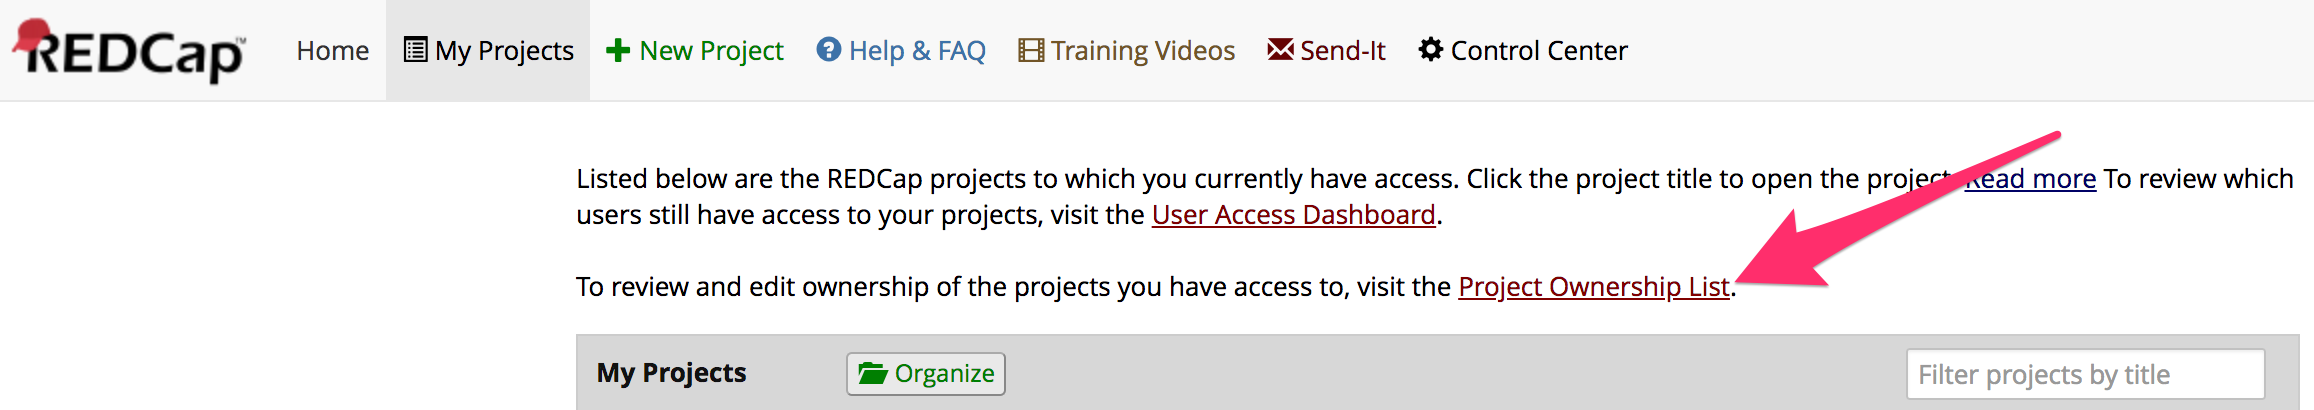 REDCap™ Home My Projects New Project Help & FAQ Training Videos Send-It Control Center
Listed below are the REDCap projects to which you currently have access. Click the project title to open the project. Read more To review which
users still have access to your projects, visit the User Access Dashboard.
To review and edit ownership of the projects you have access to, visit the Project Ownership List.
My Projects Organize Filter projects by title